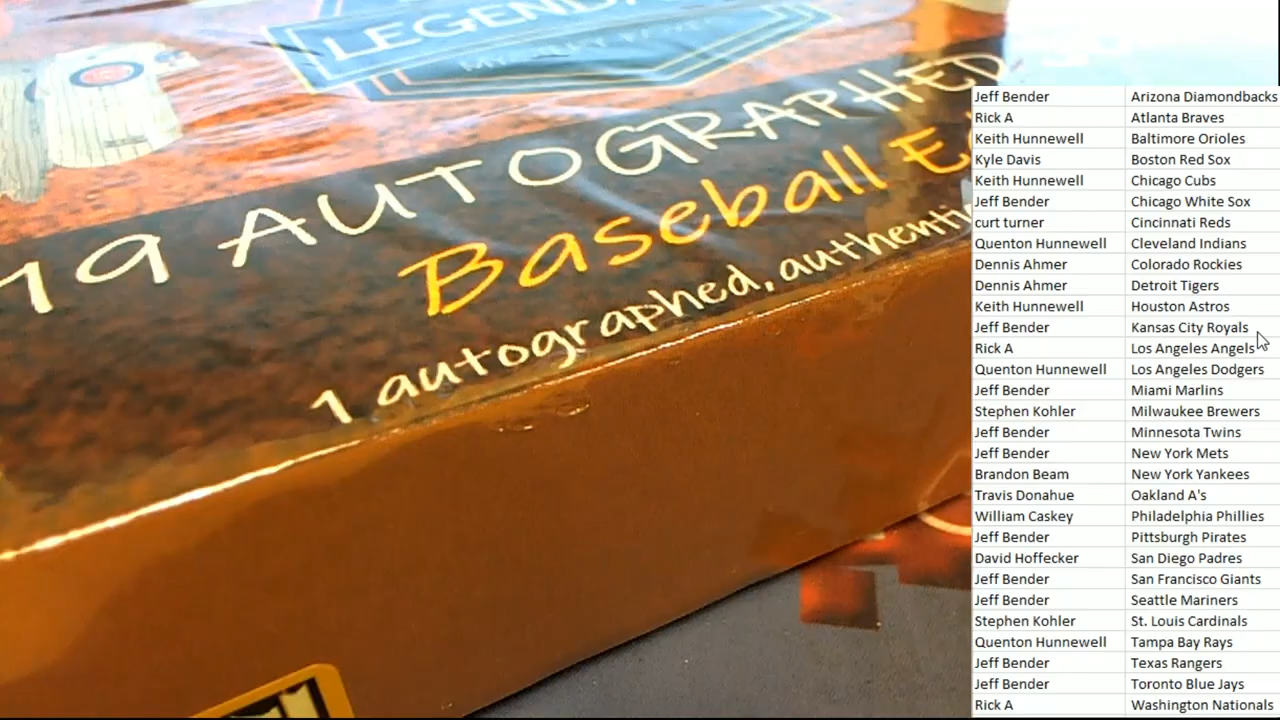 LEGENDA
19 AUTOGRAPHED
Baseball E
1 autographed, authenti
Jeff Bender Arizona Diamondbacks
Rick A Atlanta Braves
Keith Hunnewell Baltimore Orioles
Kyle Davis Boston Red Sox
Keith Hunnewell Chicago Cubs
Jeff Bender Chicago White Sox
curt turner Cincinnati Reds
Quenton Hunnewell Cleveland Indians
Dennis Ahmer Colorado Rockies
Dennis Ahmer Detroit Tigers
Keith Hunnewell Houston Astros
Jeff Bender Kansas City Royals
Rick A Los Angeles Angels
Quenton Hunnewell Los Angeles Dodgers
Jeff Bender Miami Marlins
Stephen Kohler Milwaukee Brewers
Jeff Bender Minnesota Twins
Jeff Bender New York Mets
Brandon Beam New York Yankees
Travis Donahue Oakland A's
William Caskey Philadelphia Phillies
Jeff Bender Pittsburgh Pirates
David Hoffecker San Diego Padres
Jeff Bender San Francisco Giants
Jeff Bender Seattle Mariners
Stephen Kohler St. Louis Cardinals
Quenton Hunnewell Tampa Bay Rays
Jeff Bender Texas Rangers
Jeff Bender Toronto Blue Jays
Rick A Washington Nationals